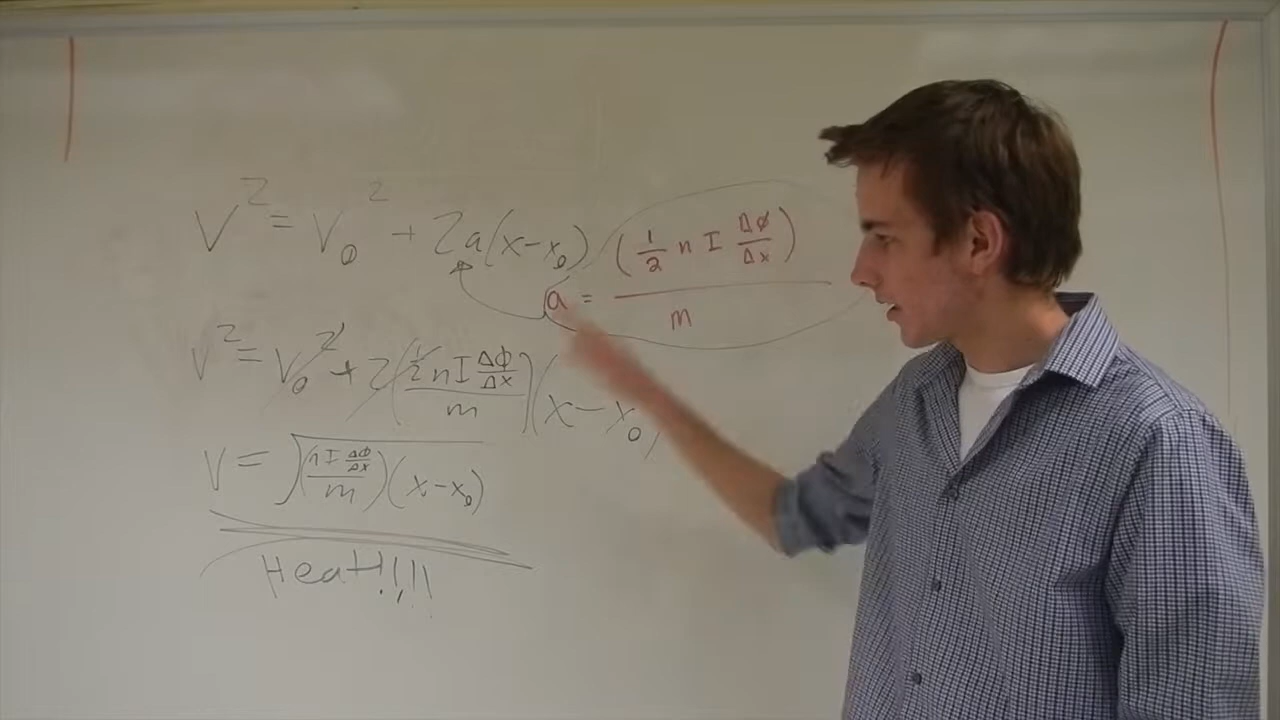 V² = V₀² + 2a(x-x₀)
a = (½ n I Δϕ/Δx) / m
V² = V₀² + 2(½ n I Δϕ/Δx / m)(x-x₀)
V = √((n I Δϕ/Δx / m)(x-x₀))
Heat!!!!